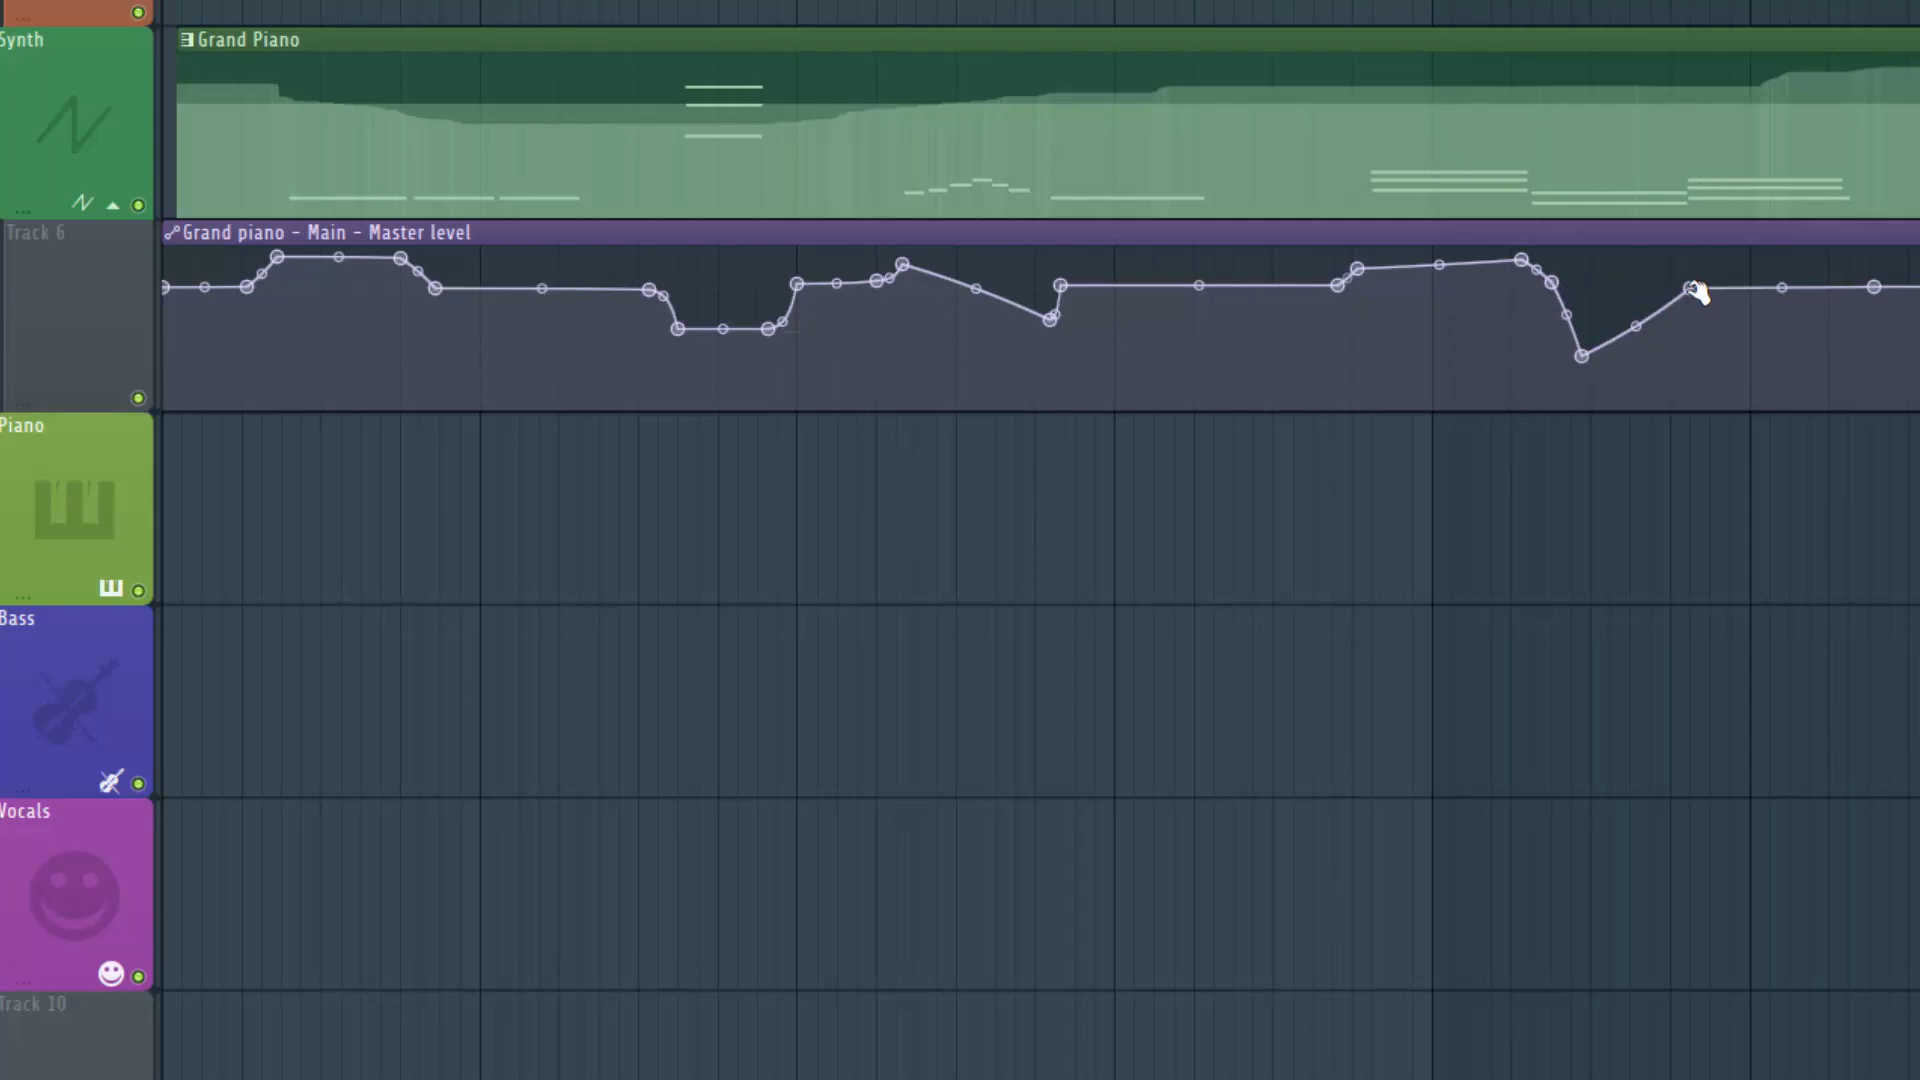 Synth
Grand Piano
Track 6
Grand piano - Main - Master level
Piano
Bass
Vocals
Track 10